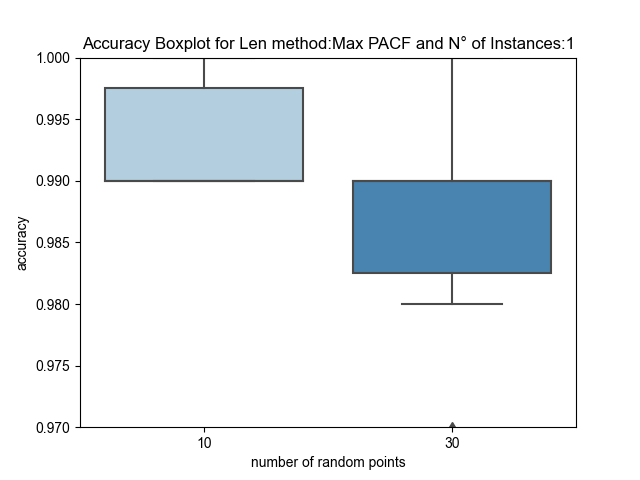 Accuracy Boxplot for Len method:Max PACF and N° of Instances:1
1.000
0.995
0.990
0.985
0.980
0.975
0.970
accuracy
10 30
number of random points